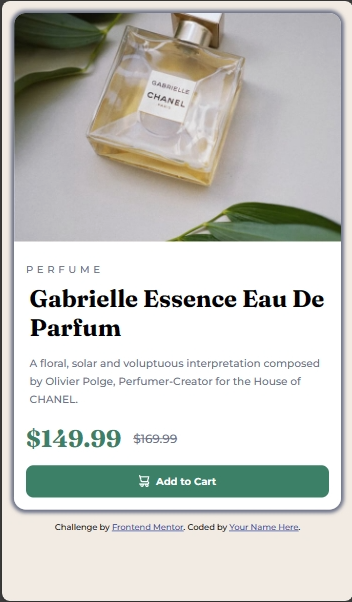 GABRIELLE
CHANEL
PARIS
PERFUME
Gabrielle Essence Eau De
Parfum
A floral, solar and voluptuous interpretation composed
by Olivier Polge, Perfumer-Creator for the House of
CHANEL.
$149.99 $169.99
Add to Cart
Challenge by Frontend Mentor. Coded by Your Name Here.